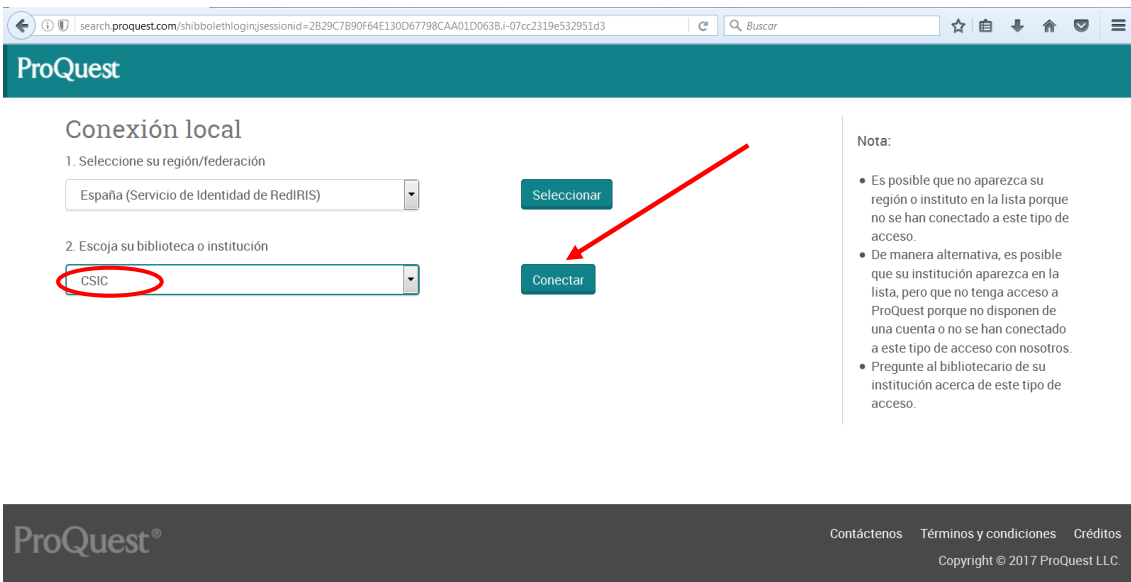 search.proquest.com/shibbolethlogin;jsessionid=2B29C7B90F64E130D67798CAA01D063B.i-07cc2319e532951d3
Buscar
ProQuest
Conexión local
1. Seleccione su región/federación
España (Servicio de Identidad de RedIRIS)
Seleccionar
2. Escoja su biblioteca o institución
CSIC
Conectar
Nota:
Es posible que no aparezca su
región o instituto en la lista porque
no se han conectado a este tipo de
acceso.
De manera alternativa, es posible
que su institución aparezca en la
lista, pero que no tenga acceso a
ProQuest porque no disponen de
una cuenta o no se han conectado
a este tipo de acceso con nosotros.
Pregunte al bibliotecario de su
institución acerca de este tipo de
acceso.
ProQuest®
Contáctenos Términos y condiciones Créditos
Copyright © 2017 ProQuest LLC.